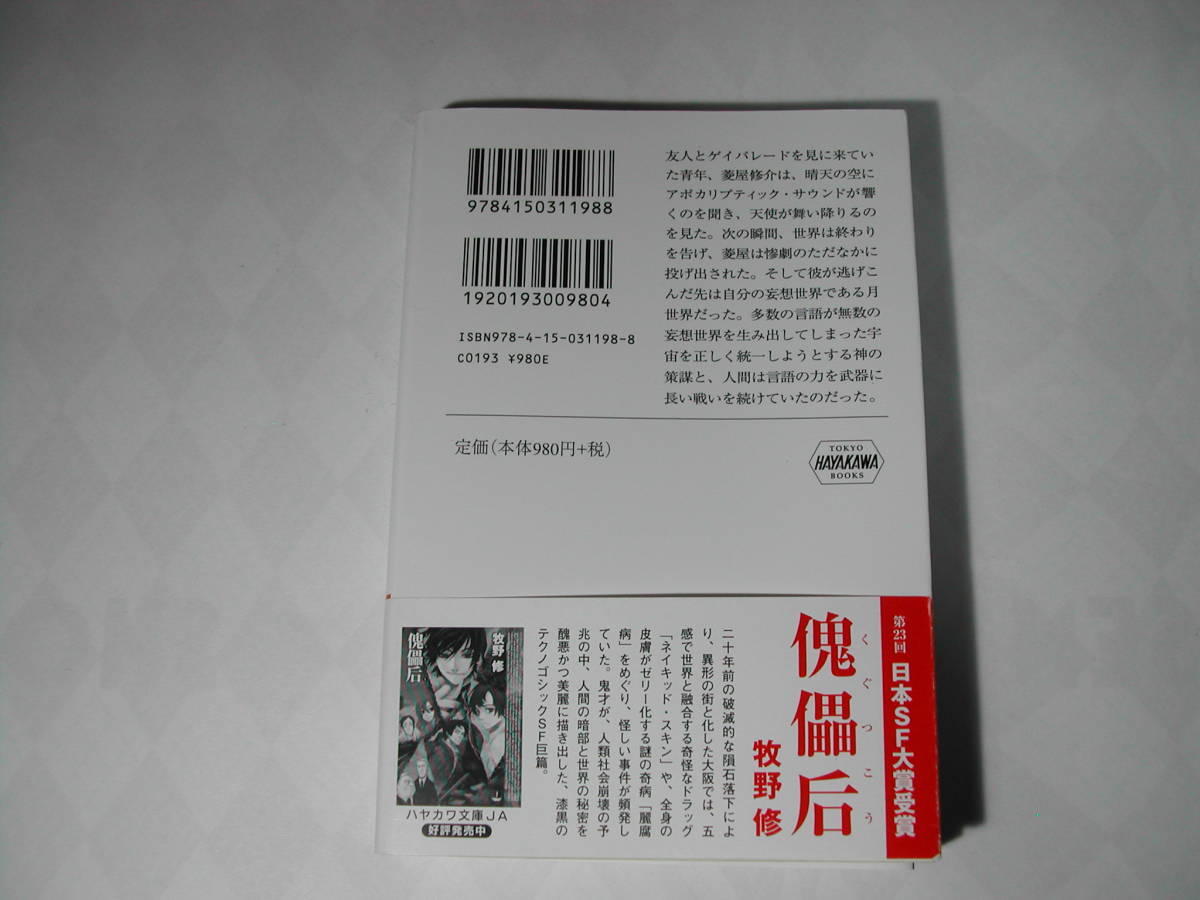 9784150311988
1920193009804
ISBN978-4-15-031198-8
C0193 ¥980E
友人とゲイパレードを見に来てい
た青年、菱屋修介は、晴天の空に
アポカリプティック・サウンドが響
くのを聞き、天使が舞い降りるの
を見た。次の瞬間、世界は終わり
を告げ、菱屋は惨劇のただなかに
投げ出された。そして彼が逃げこ
んだ先は自分の妄想世界である月
世界だった。多数の言語が無数の
妄想世界を生み出してしまった宇
宙を正しく統一しようとする神の
策謀と、人間は言語の力を武器に
長い戦いを続けていたのだった。
定価(本体980円+税)
TOKYO
HAYAKAWA
BOOKS
第23回 日本SF大賞受賞
傀儡后
くぐつこう
牧野 修
二十年前の破滅的な隕石落下によ
り、異形の街と化した大阪では、五
感で世界と融合する奇怪なドラッグ
「ネイキッド・スキン」や、全身の
皮膚がゼリー化する謎の奇病「麗腐
病」をめぐり、怪しい事件が頻発し
ていた。鬼才が、人類社会崩壊の予
兆の中、人間の暗部と世界の秘密を
醜悪かつ美麗に描き出した、漆黒の
テクノゴシックSF巨篇。
牧野 修
傀儡后
ハヤカワ文庫JA
好評発売中